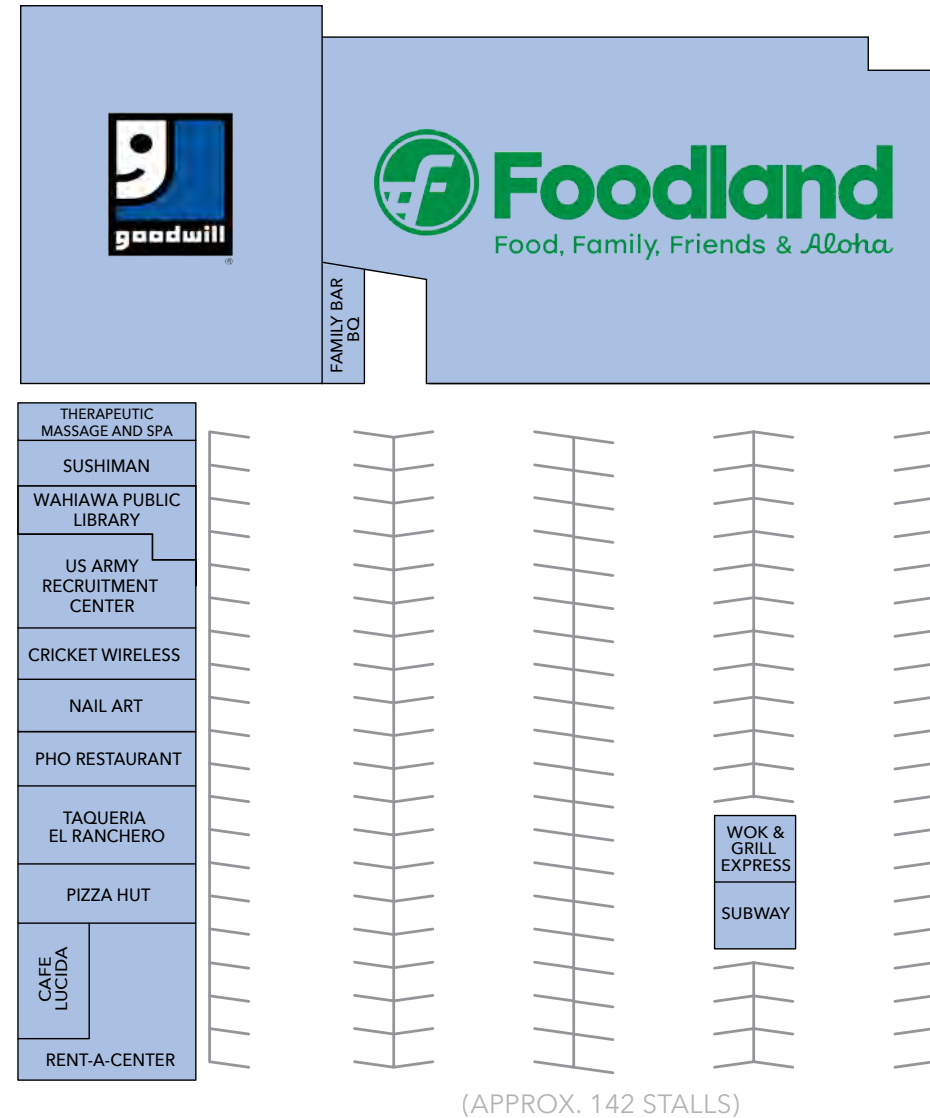 goodwill
®
Foodland
Food, Family, Friends & Aloha
FAMILY BAR
BQ
THERAPEUTIC
MASSAGE AND SPA
SUSHIMAN
WAHIAWA PUBLIC
LIBRARY
US ARMY
RECRUITMENT
CENTER
CRICKET WIRELESS
NAIL ART
PHO RESTAURANT
TAQUERIA
EL RANCHERO
WOK &
GRILL
EXPRESS
PIZZA HUT
SUBWAY
CAFE
LUCIDA
RENT-A-CENTER
(APPROX. 142 STALLS)